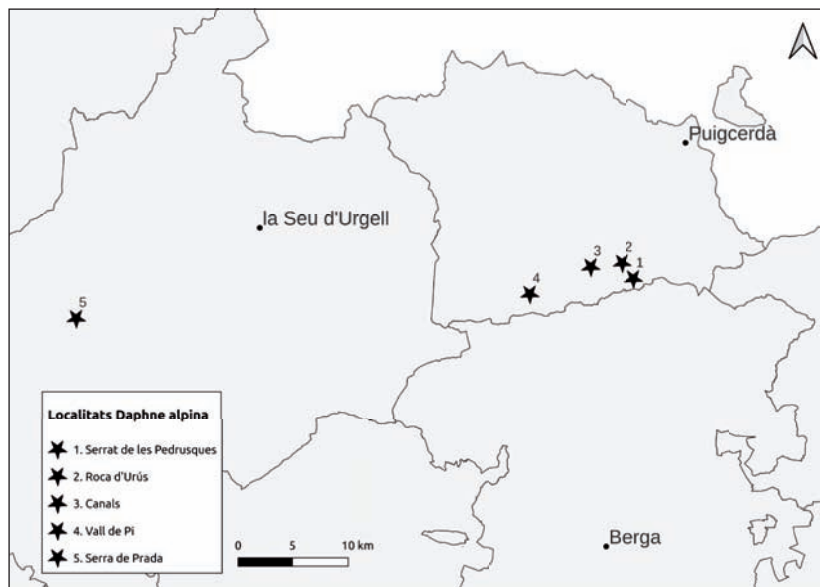 Puigcerdà
la Seu d'Urgell
2
3
1
4
5
Localitats Daphne alpina
1. Serrat de les Pedrusques
2. Roca d'Urús
3. Canals
4. Vall de Pi
5. Serra de Prada
0 5 10 km
Berga